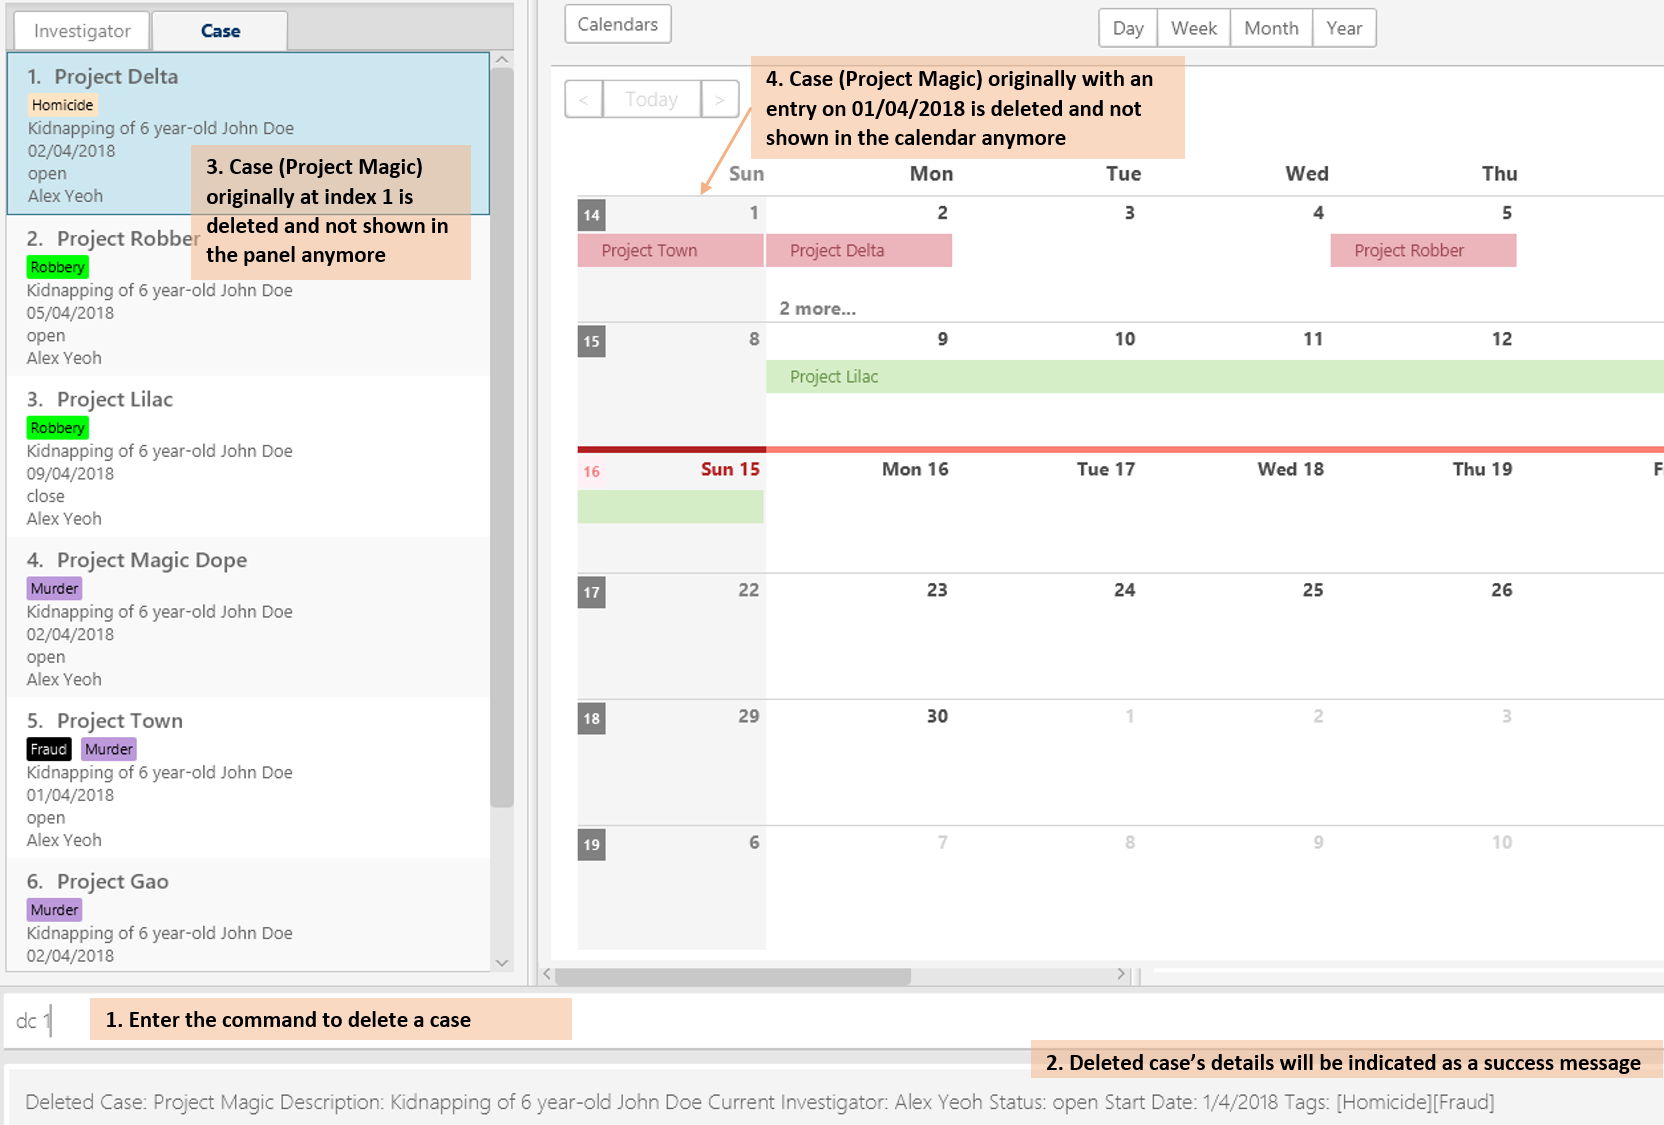 Investigator
Case
1. Project Delta
Homicide
Kidnapping of 6 year-old John Doe
02/04/2018
open
Alex Yeoh
3. Case (Project Magic)
originally at index 1 is
deleted and not shown in
the panel anymore
2. Project Robber
Robbery
Kidnapping of 6 year-old John Doe
05/04/2018
open
Alex Yeoh
3. Project Lilac
Robbery
Kidnapping of 6 year-old John Doe
09/04/2018
close
Alex Yeoh
4. Project Magic Dope
Murder
Kidnapping of 6 year-old John Doe
02/04/2018
open
Alex Yeoh
5. Project Town
Fraud Murder
Kidnapping of 6 year-old John Doe
01/04/2018
open
Alex Yeoh
6. Project Gao
Murder
Kidnapping of 6 year-old John Doe
02/04/2018
Calendars
Day Week Month Year
< Today >
4. Case (Project Magic) originally with an
entry on 01/04/2018 is deleted and not
shown in the calendar anymore
Sun Mon Tue Wed Thu
14 1 2 3 4 5
Project Town Project Delta Project Robber
2 more...
15 8 9 10 11 12
Project Lilac
16 Sun 15 Mon 16 Tue 17 Wed 18 Thu 19
17 22 23 24 25 26
18 29 30 1 2 3
19 6 7 8 9 10
dc 1
1. Enter the command to delete a case
2. Deleted case’s details will be indicated as a success message
Deleted Case: Project Magic Description: Kidnapping of 6 year-old John Doe Current Investigator: Alex Yeoh Status: open Start Date: 1/4/2018 Tags: [Homicide][Fraud]